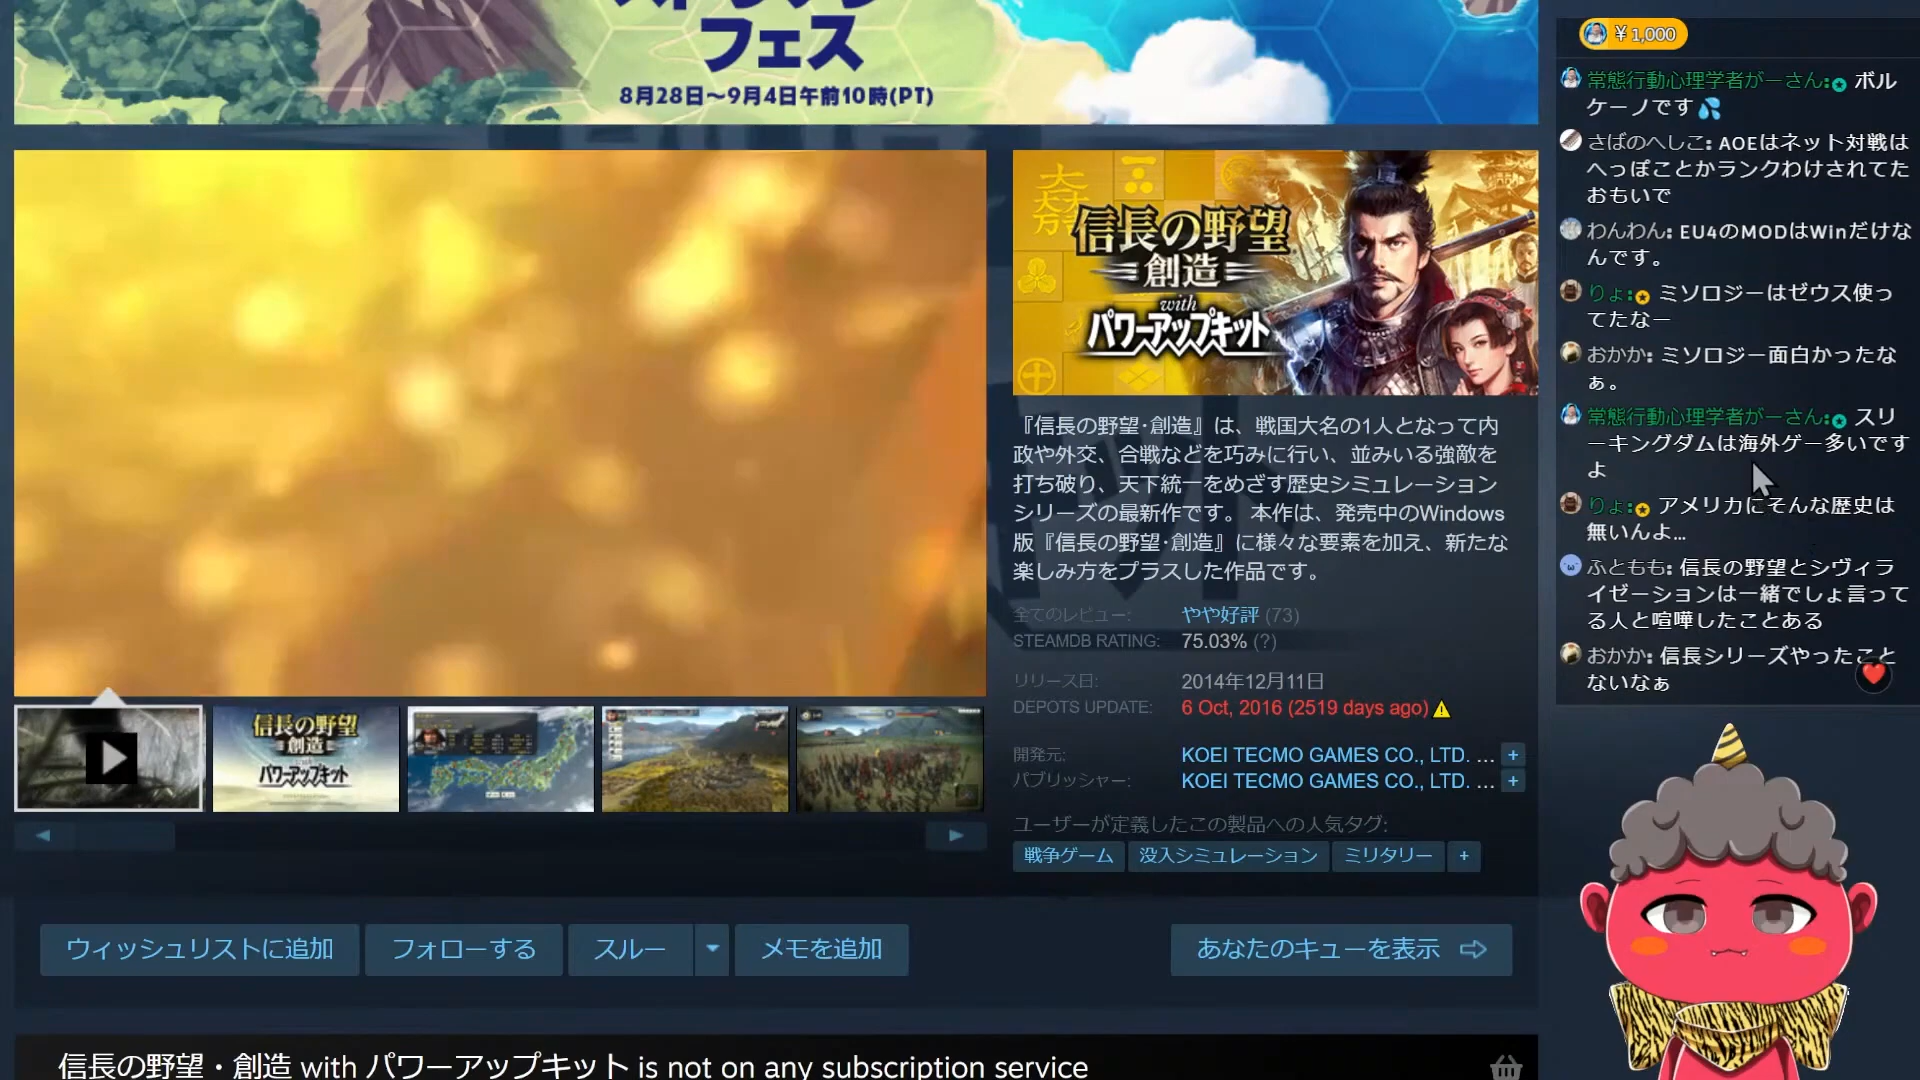 フェス
8月28日～9月4日午前10時(PT)
信長の野望
創造
with
パワーアップキット
『信長の野望･創造』は、戦国大名の1人となって内
政や外交、合戦などを巧みに行い、並みいる強敵を
打ち破り、天下統一をめざす歴史シミュレーション
シリーズの最新作です。 本作は、発売中のWindows
版『信長の野望･創造』に様々な要素を加え、新たな
楽しみ方をプラスした作品です。
全てのレビュー: やや好評 (73)
STEAMDB RATING: 75.03% (?)
リリース日: 2014年12月11日
DEPOTS UPDATE: 6 Oct, 2016 (2519 days ago)
開発元: KOEI TECMO GAMES CO., LTD. ... +
パブリッシャー: KOEI TECMO GAMES CO., LTD. ... +
ユーザーが定義したこの製品への人気タグ:
戦争ゲーム 没入シミュレーション ミリタリー +
信長の野望
創造
パワーアップキット
ウィッシュリストに追加 フォローする スルー メモを追加 あなたのキューを表示
信長の野望・創造 with パワーアップキット is not on any subscription service
¥ 1,000
常態行動心理学者がーさん: ボル
ケーノです💦
さばのへしこ: AOEはネット対戦は
へっぽことかランクわけされてた
おもいで
わんわん: EU4のMODはWinだけな
んです。
りょ: ミソロジーはゼウス使っ
てたなー
おかか: ミソロジー面白かったな
ぁ。
常態行動心理学者がーさん: スリ
ーキングダムは海外ゲー多いです
よ
りょ: アメリカにそんな歴史は
無いんよ…
ふともも: 信長の野望とシヴィラ
イゼーションは一緒でしょ言って
る人と喧嘩したことある
おかか: 信長シリーズやったこと
ないなぁ